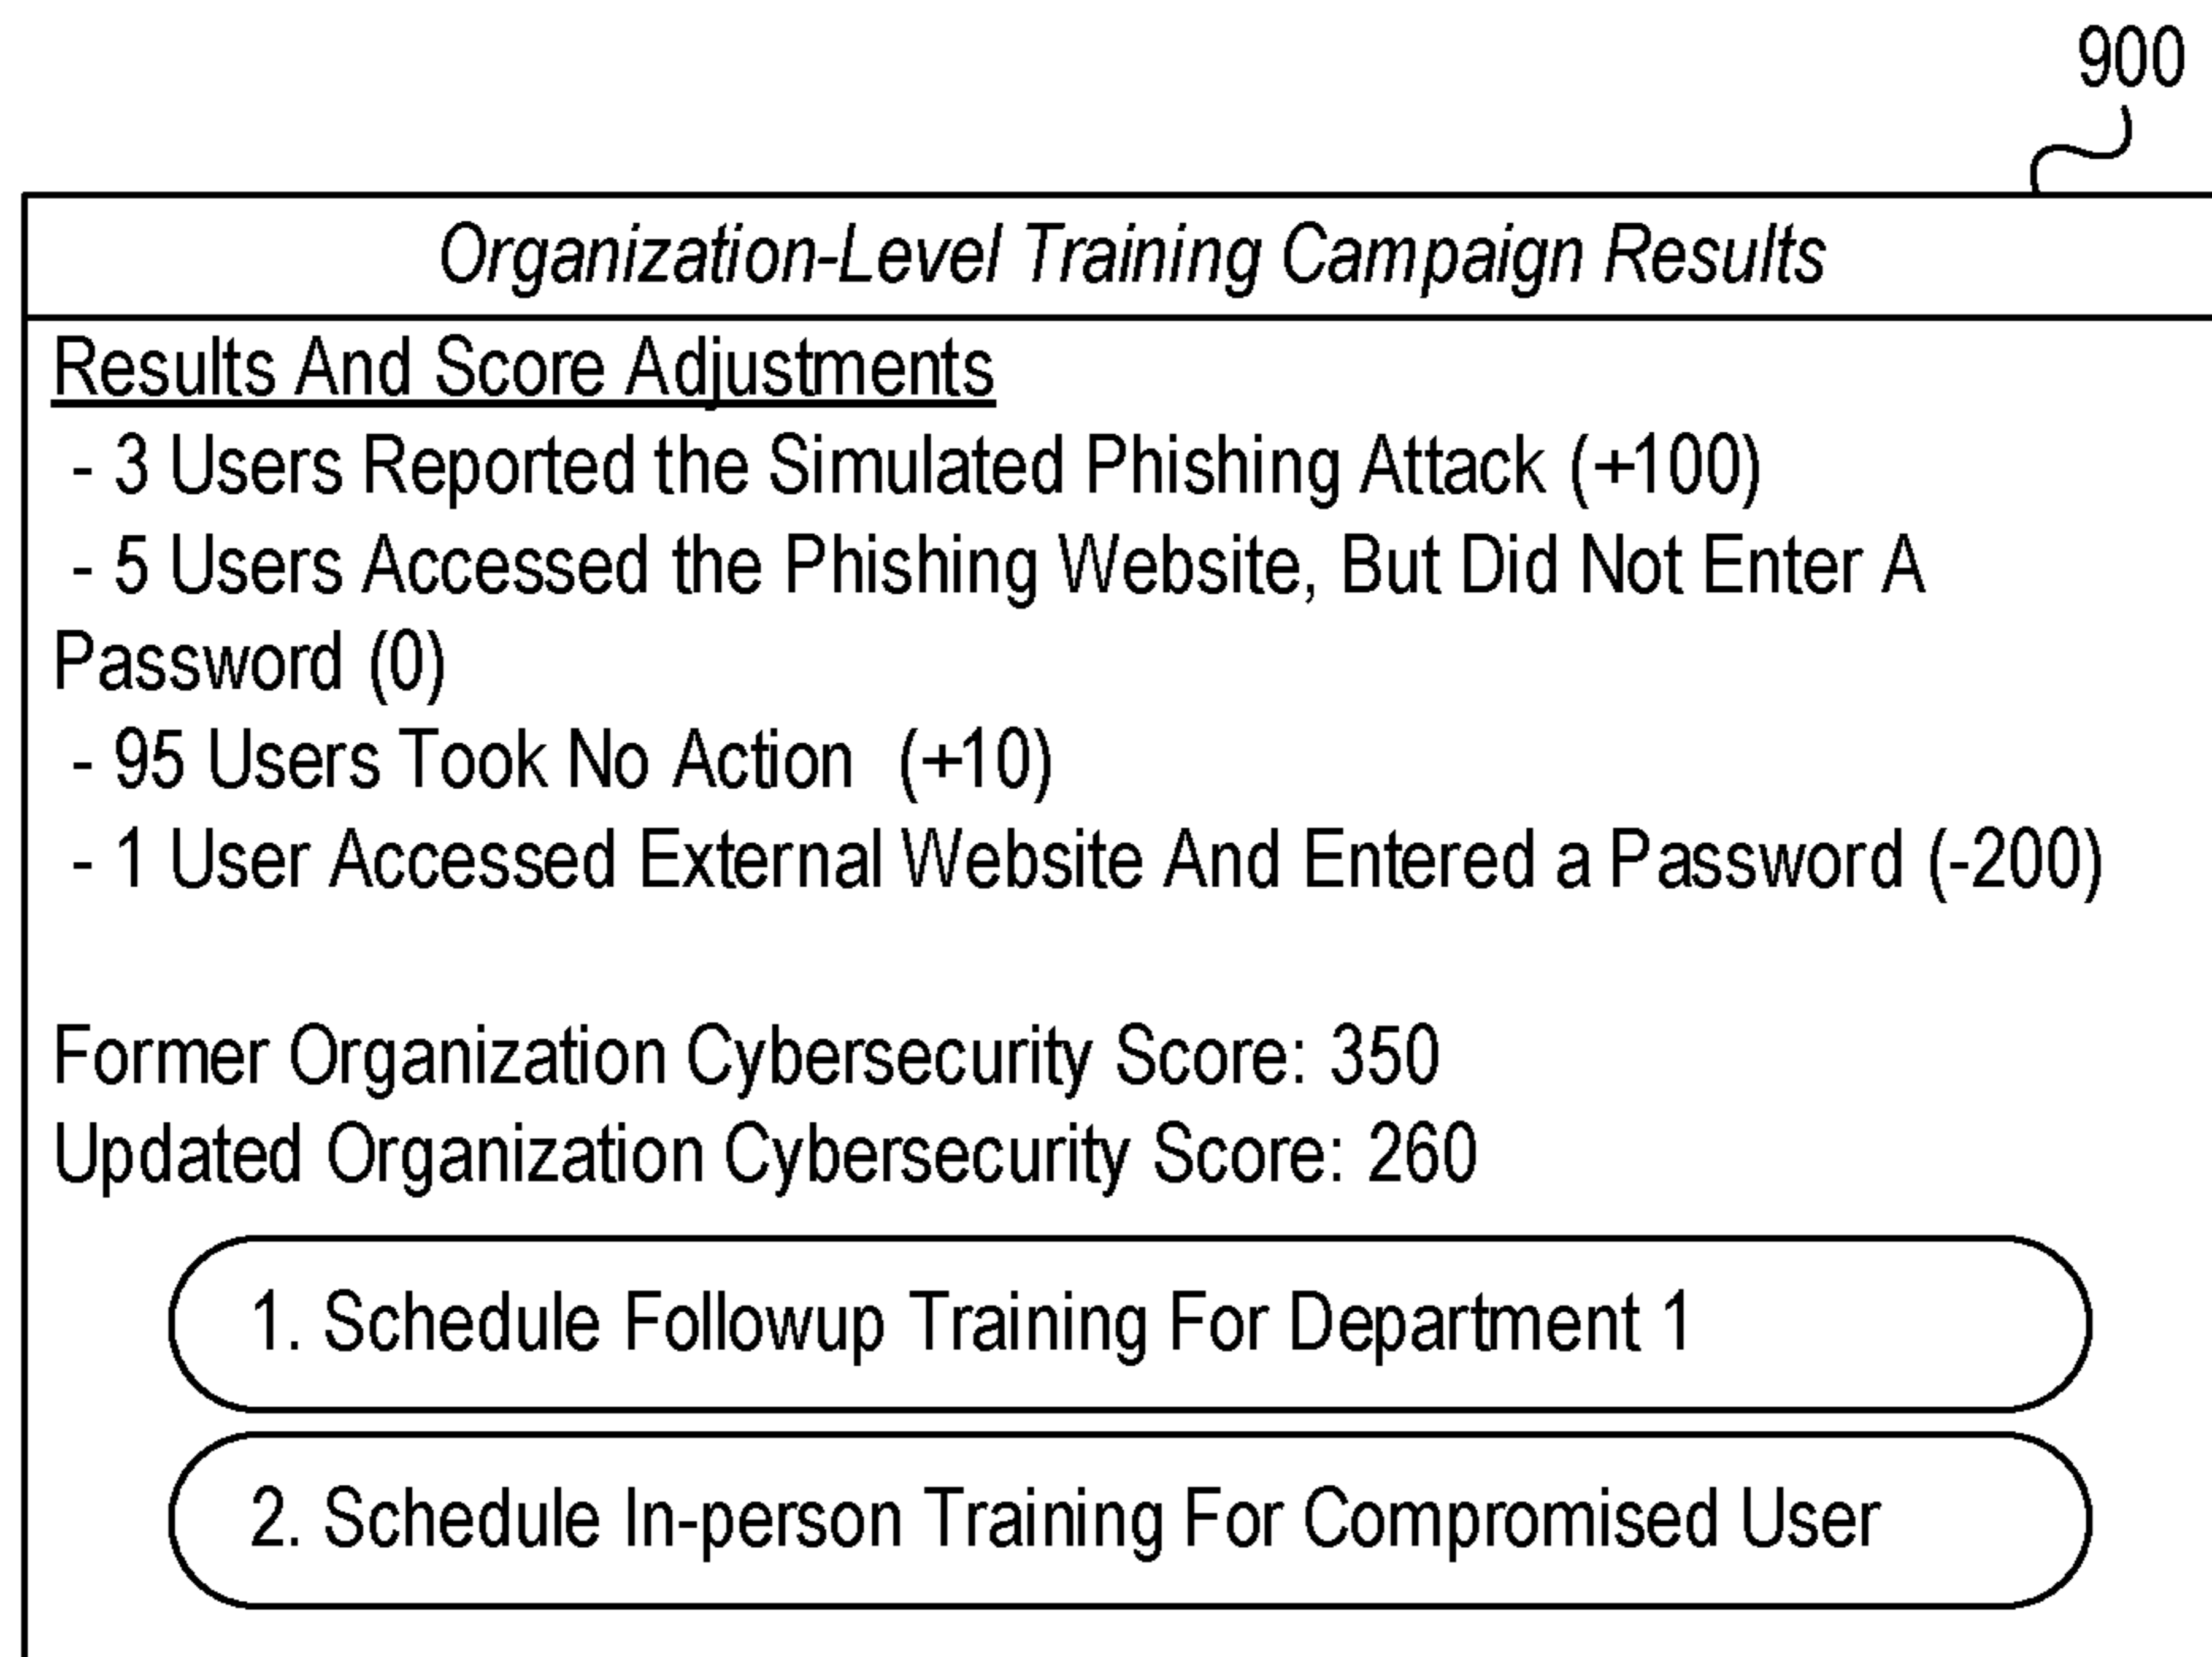 900
Organization-Level Training Campaign Results
Results And Score Adjustments
- 3 Users Reported the Simulated Phishing Attack (+100)
- 5 Users Accessed the Phishing Website, But Did Not Enter A
Password (0)
- 95 Users Took No Action (+10)
- 1 User Accessed External Website And Entered a Password (-200)
Former Organization Cybersecurity Score: 350
Updated Organization Cybersecurity Score: 260
1. Schedule Followup Training For Department 1
2. Schedule In-person Training For Compromised User